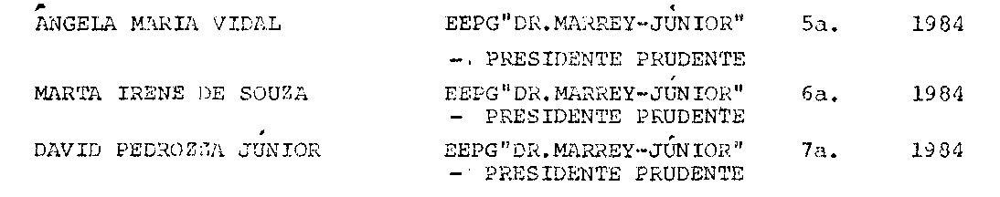 ÂNGELA MARIA VIDAL EEPG"DR.MARREY-JÚNIOR" 5a. 1984
-. PRESIDENTE PRUDENTE
MARTA IRENE DE SOUZA EEPG"DR.MARREY-JÚNIOR" 6a. 1984
- PRESIDENTE PRUDENTE
DAVID PEDROZZA JÚNIOR EEPG"DR.MARREY-JÚNIOR" 7a. 1984
- PRESIDENTE PRUDENTE